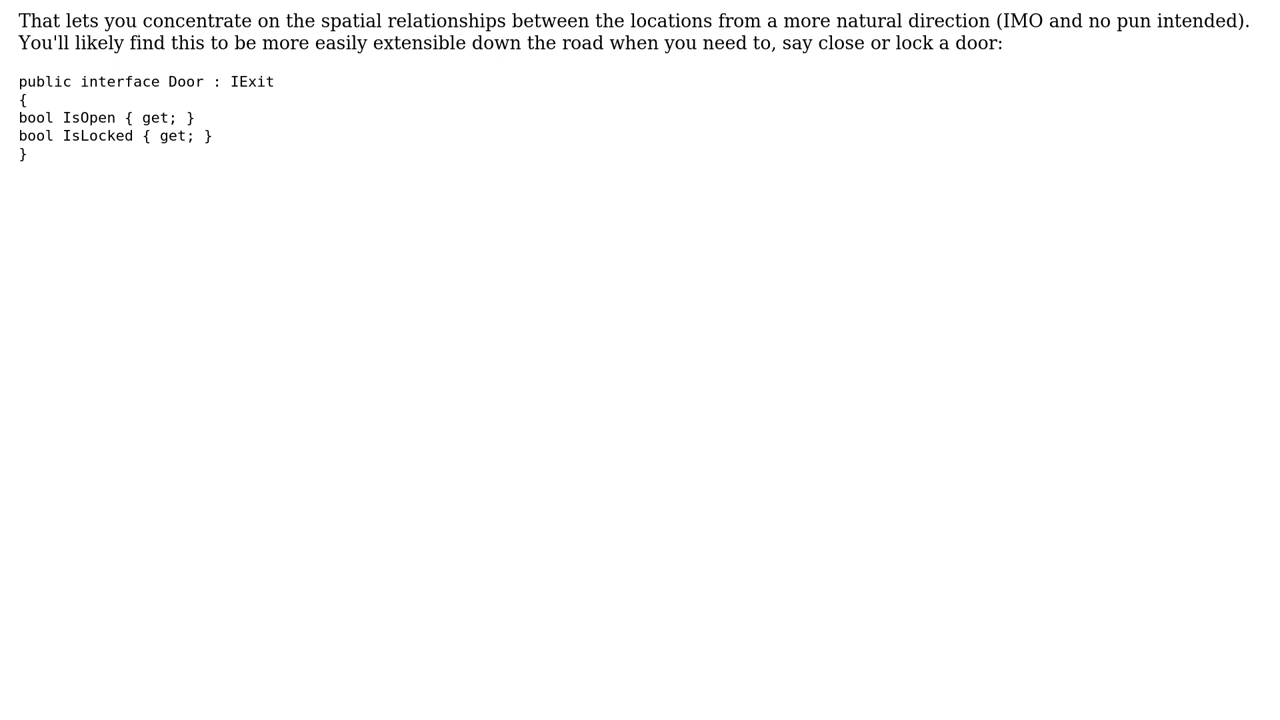 That lets you concentrate on the spatial relationships between the locations from a more natural direction (IMO and no pun intended).
You'll likely find this to be more easily extensible down the road when you need to, say close or lock a door:
public interface Door : IExit
{
bool IsOpen { get; }
bool IsLocked { get; }
}